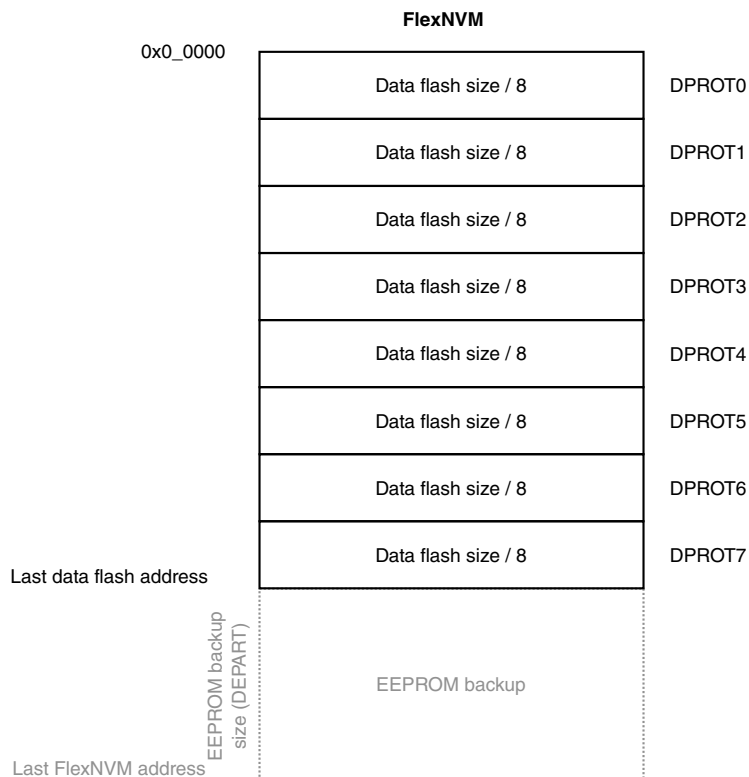 FlexNVM
0x0_0000
Data flash size / 8 DPROT0
Data flash size / 8 DPROT1
Data flash size / 8 DPROT2
Data flash size / 8 DPROT3
Data flash size / 8 DPROT4
Data flash size / 8 DPROT5
Data flash size / 8 DPROT6
Data flash size / 8 DPROT7
Last data flash address
EEPROM backup
size (DEPART)
EEPROM backup
Last FlexNVM address